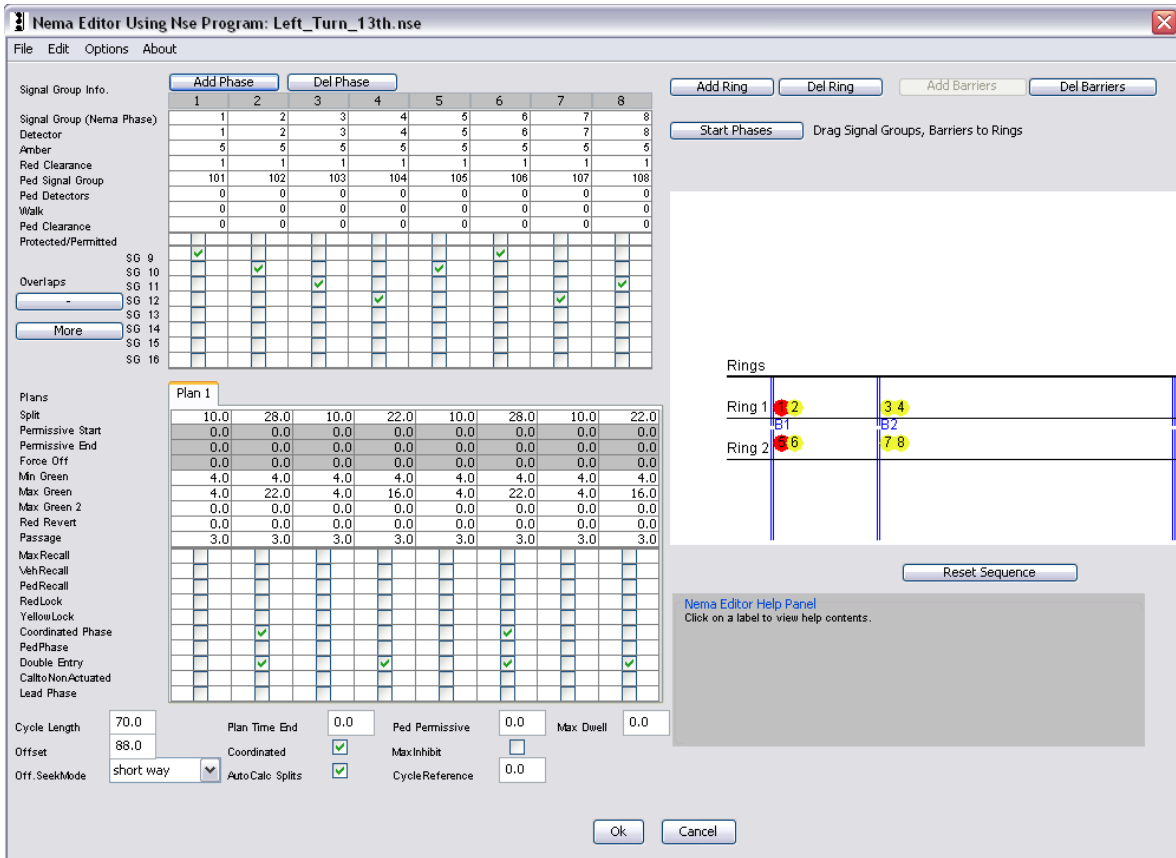 Nema Editor Using Nse Program: Left_Turn_13th.nse
File Edit Options About
Signal Group Info. Add Phase Del Phase
1 2 3 4 5 6 7 8
Signal Group (Nema Phase) 1 2 3 4 5 6 7 8
Detector 1 2 3 4 5 6 7 8
Amber 5 5 5 5 5 5 5 5
Red Clearance 1 1 1 1 1 1 1 1
Ped Signal Group 101 102 103 104 105 106 107 108
Ped Detectors 0 0 0 0 0 0 0 0
Walk 0 0 0 0 0 0 0 0
Ped Clearance 0 0 0 0 0 0 0 0
Protected/Permitted
SG 9
SG 10
Overlaps SG 11
- SG 12
SG 13
More SG 14
SG 15
SG 16
Plans Plan 1
Split 10.0 28.0 10.0 22.0 10.0 28.0 10.0 22.0
Permissive Start 0.0 0.0 0.0 0.0 0.0 0.0 0.0 0.0
Permissive End 0.0 0.0 0.0 0.0 0.0 0.0 0.0 0.0
Force Off 0.0 0.0 0.0 0.0 0.0 0.0 0.0 0.0
Min Green 4.0 4.0 4.0 4.0 4.0 4.0 4.0 4.0
Max Green 4.0 22.0 4.0 16.0 4.0 22.0 4.0 16.0
Max Green 2 0.0 0.0 0.0 0.0 0.0 0.0 0.0 0.0
Red Revert 0.0 0.0 0.0 0.0 0.0 0.0 0.0 0.0
Passage 3.0 3.0 3.0 3.0 3.0 3.0 3.0 3.0
MaxRecall
VehRecall
PedRecall
RedLock
YellowLock
Coordinated Phase
PedPhase
Double Entry
CalltoNonActuated
Lead Phase
Cycle Length 70.0 Plan Time End 0.0 Ped Permissive 0.0 Max Dwell 0.0
Offset 88.0 Coordinated MaxInhibit
Off.SeekMode short way AutoCalc Splits CycleReference 0.0
Add Ring Del Ring Add Barriers Del Barriers
Start Phases Drag Signal Groups, Barriers to Rings
Rings
Ring 1 1 2 3 4
B1 B2
Ring 2 5 6 7 8
Reset Sequence
Nema Editor Help Panel
Click on a label to view help contents.
Ok Cancel